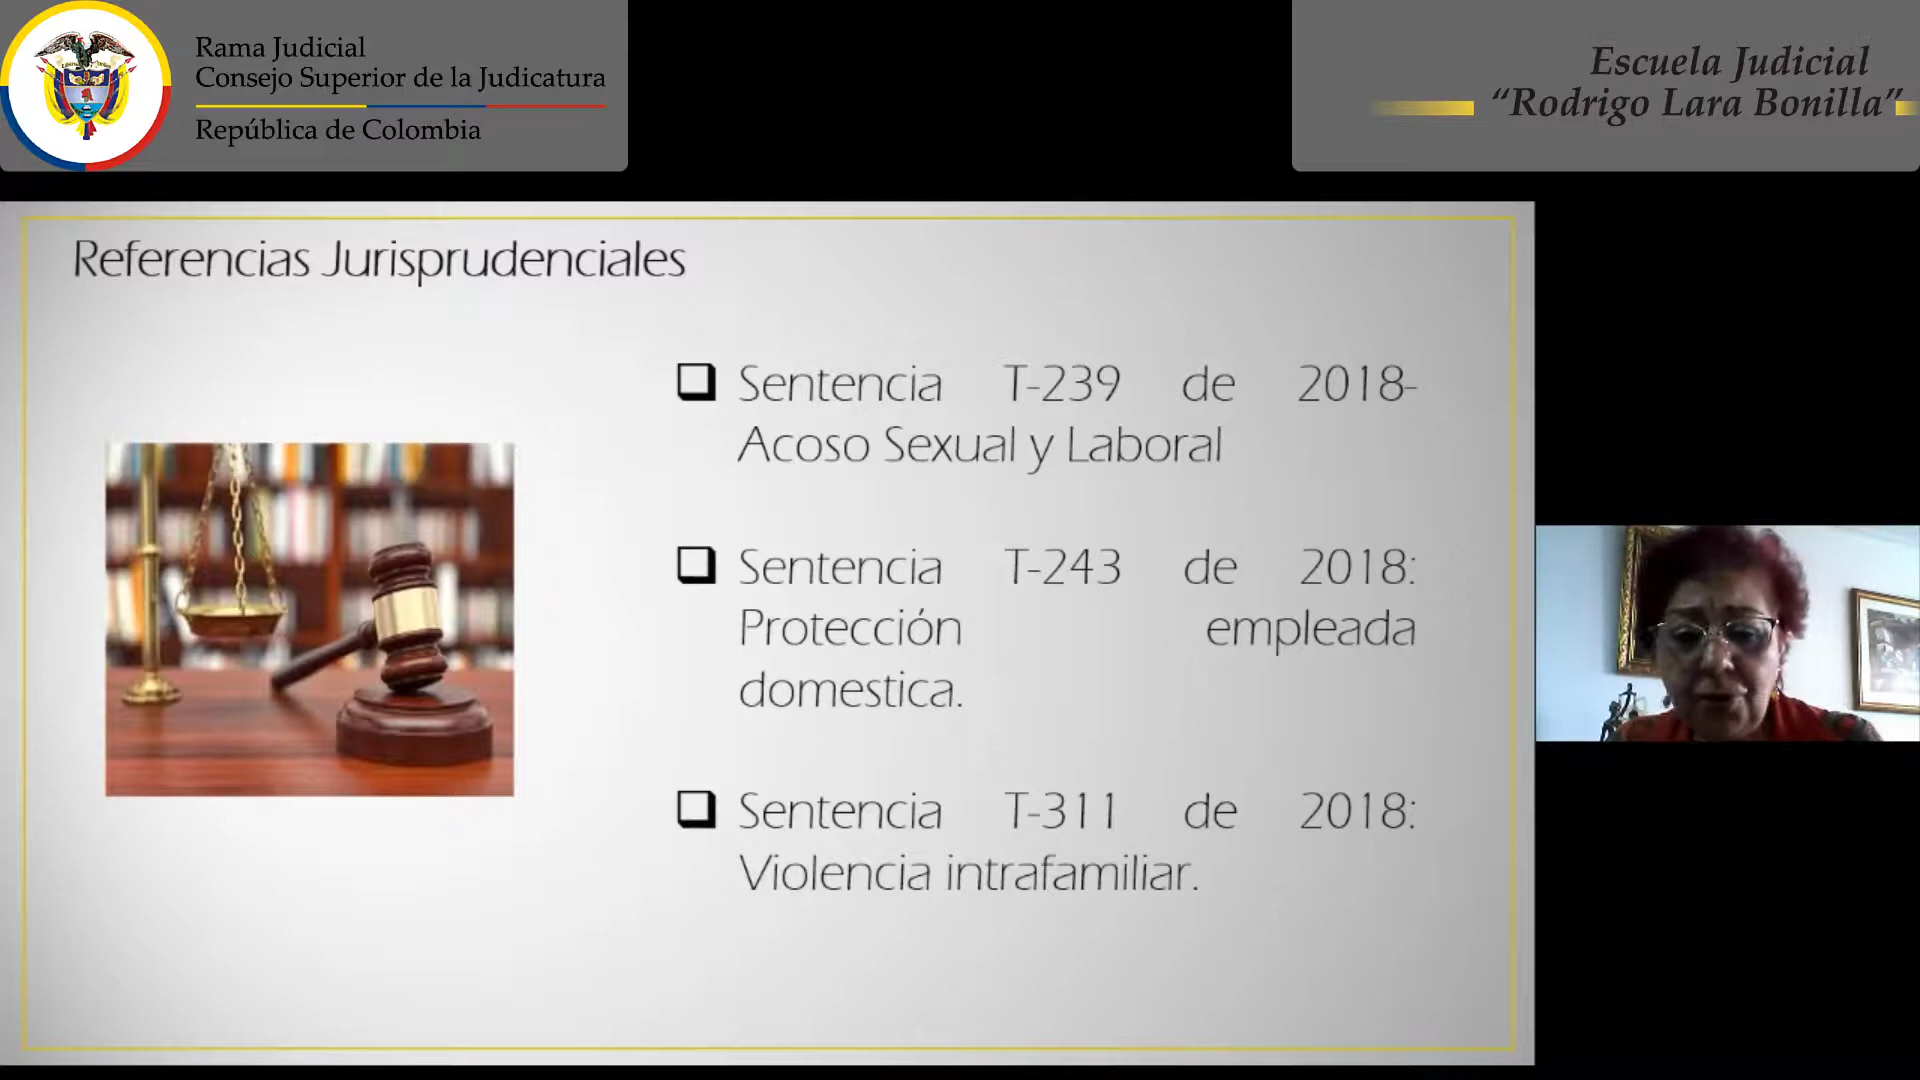 Rama Judicial
Consejo Superior de la Judicatura
República de Colombia
Escuela Judicial
“Rodrigo Lara Bonilla”
Referencias Jurisprudenciales
Sentencia T-239 de 2018-
Acoso Sexual y Laboral
Sentencia T-243 de 2018:
Protección empleada
domestica.
Sentencia T-311 de 2018:
Violencia intrafamiliar.